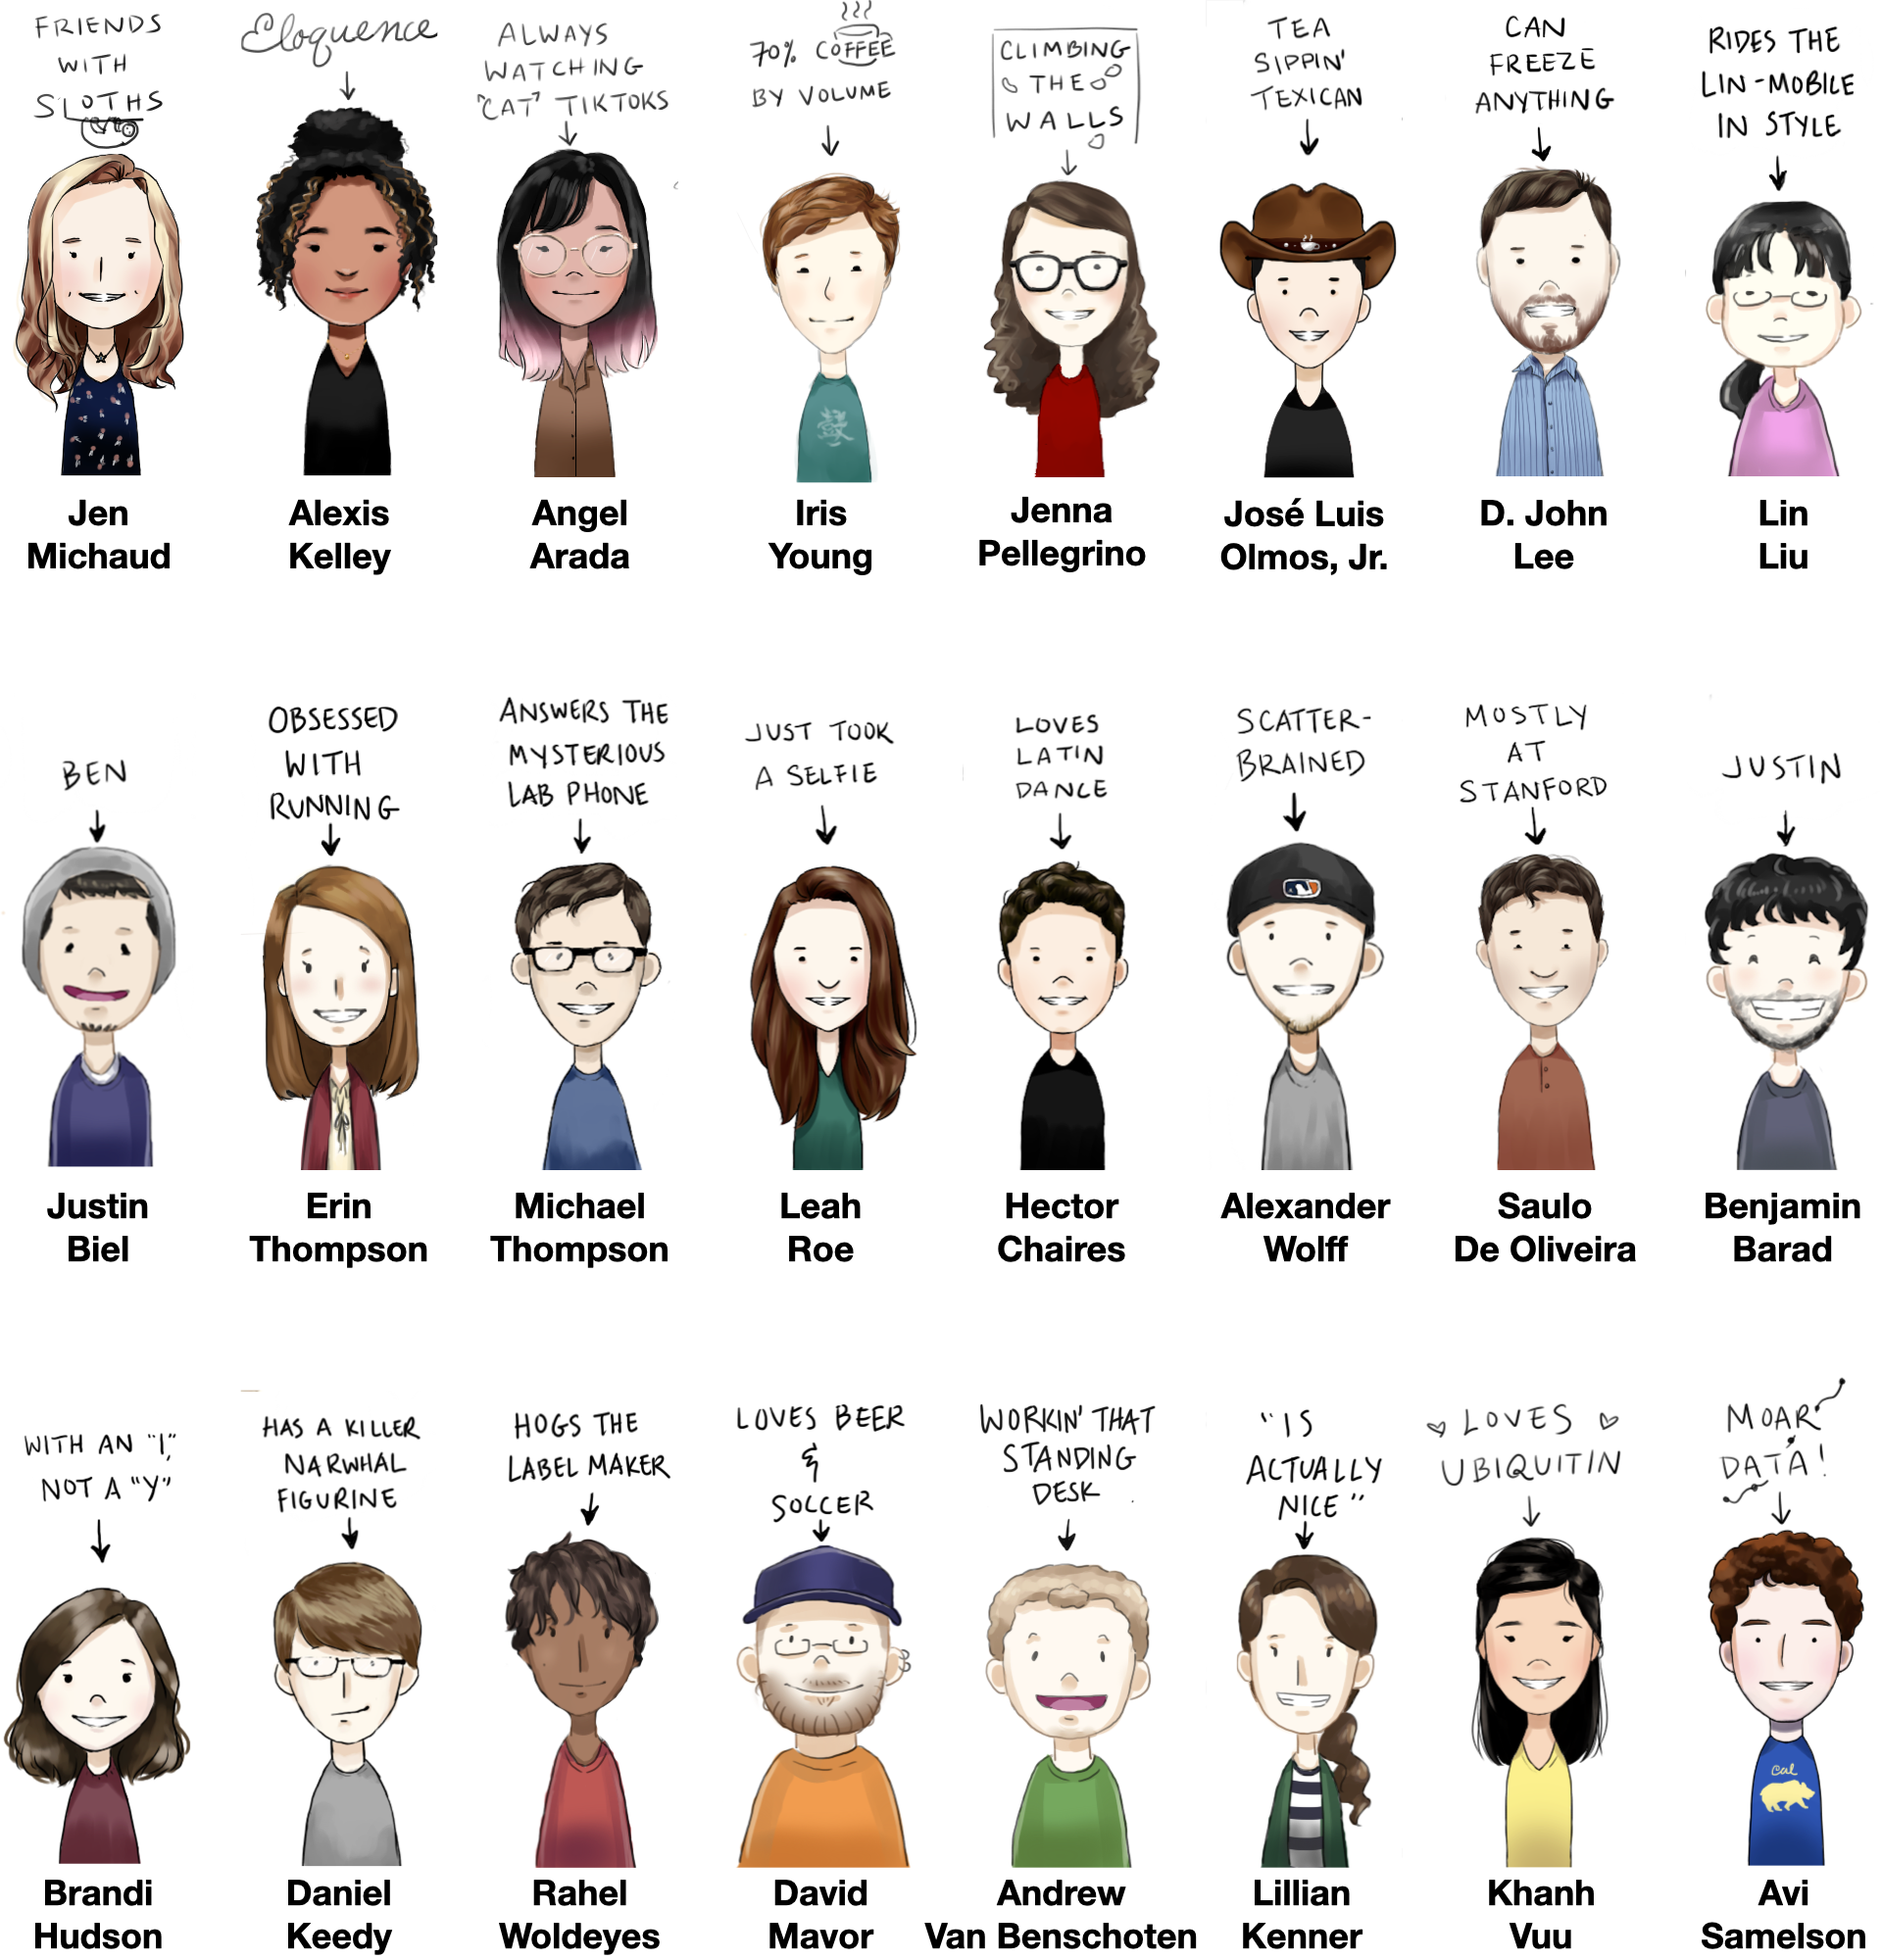 FRIENDS
WITH
SLOTHS
Jen
Michaud
Eloquence
Alexis
Kelley
ALWAYS
WATCHING
"CAT" TIKTOKS
Angel
Arada
70% COFFEE
BY VOLUME
Iris
Young
CLIMBING
THE
WALLS
Jenna
Pellegrino
TEA
SIPPIN'
TEXICAN
José Luis
Olmos, Jr.
CAN
FREEZE
ANYTHING
D. John
Lee
RIDES THE
LIN-MOBILE
IN STYLE
Lin
Liu
BEN
Justin
Biel
OBSESSED
WITH
RUNNING
Erin
Thompson
ANSWERS THE
MYSTERIOUS
LAB PHONE
Michael
Thompson
JUST TOOK
A SELFIE
Leah
Roe
LOVES
LATIN
DANCE
Hector
Chaires
SCATTER-
BRAINED
Alexander
Wolff
MOSTLY
AT
STANFORD
Saulo
De Oliveira
JUSTIN
Benjamin
Barad
WITH AN "I,"
NOT A "Y"
Brandi
Hudson
HAS A KILLER
NARWHAL
FIGURINE
Daniel
Keedy
HOGS THE
LABEL MAKER
Rahel
Woldeyes
LOVES BEER
&
SOCCER
David
Mavor
WORKIN' THAT
STANDING
DESK
Andrew
Van Benschoten
"IS
ACTUALLY
NICE"
Lillian
Kenner
LOVES
UBIQUITIN
Khanh
Vuu
MOAR
DATA!
Cal
Avi
Samelson